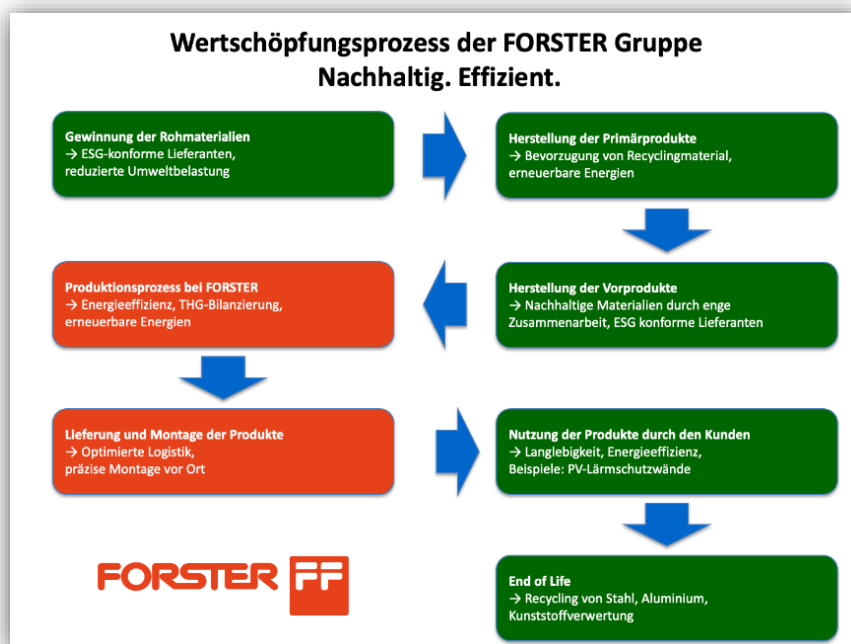 Wertschöpfungsprozess der FORSTER Gruppe
Nachhaltig. Effizient.
Gewinnung der Rohmaterialien
→ ESG-konforme Lieferanten,
reduzierte Umweltbelastung
Herstellung der Primärprodukte
→ Bevorzugung von Recyclingmaterial,
erneuerbare Energien
Herstellung der Vorprodukte
→ Nachhaltige Materialien durch enge
Zusammenarbeit, ESG konforme Lieferanten
Produktionsprozess bei FORSTER
→ Energieeffizienz, THG-Bilanzierung,
erneuerbare Energien
Lieferung und Montage der Produkte
→ Optimierte Logistik,
präzise Montage vor Ort
Nutzung der Produkte durch den Kunden
→ Langlebigkeit, Energieeffizienz,
Beispiele: PV-Lärmschutzwände
End of Life
→ Recycling von Stahl, Aluminium,
Kunststoffverwertung
FORSTER FF